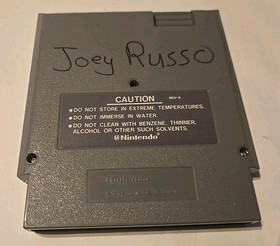 Joey Russo
CAUTION
REV-A
•DO NOT STORE IN EXTREME TEMPERATURES.
•DO NOT IMMERSE IN WATER.
•DO NOT CLEAN WITH BENZENE, THINNER,
ALCOHOL OR OTHER SUCH SOLVENTS.
Nintendo